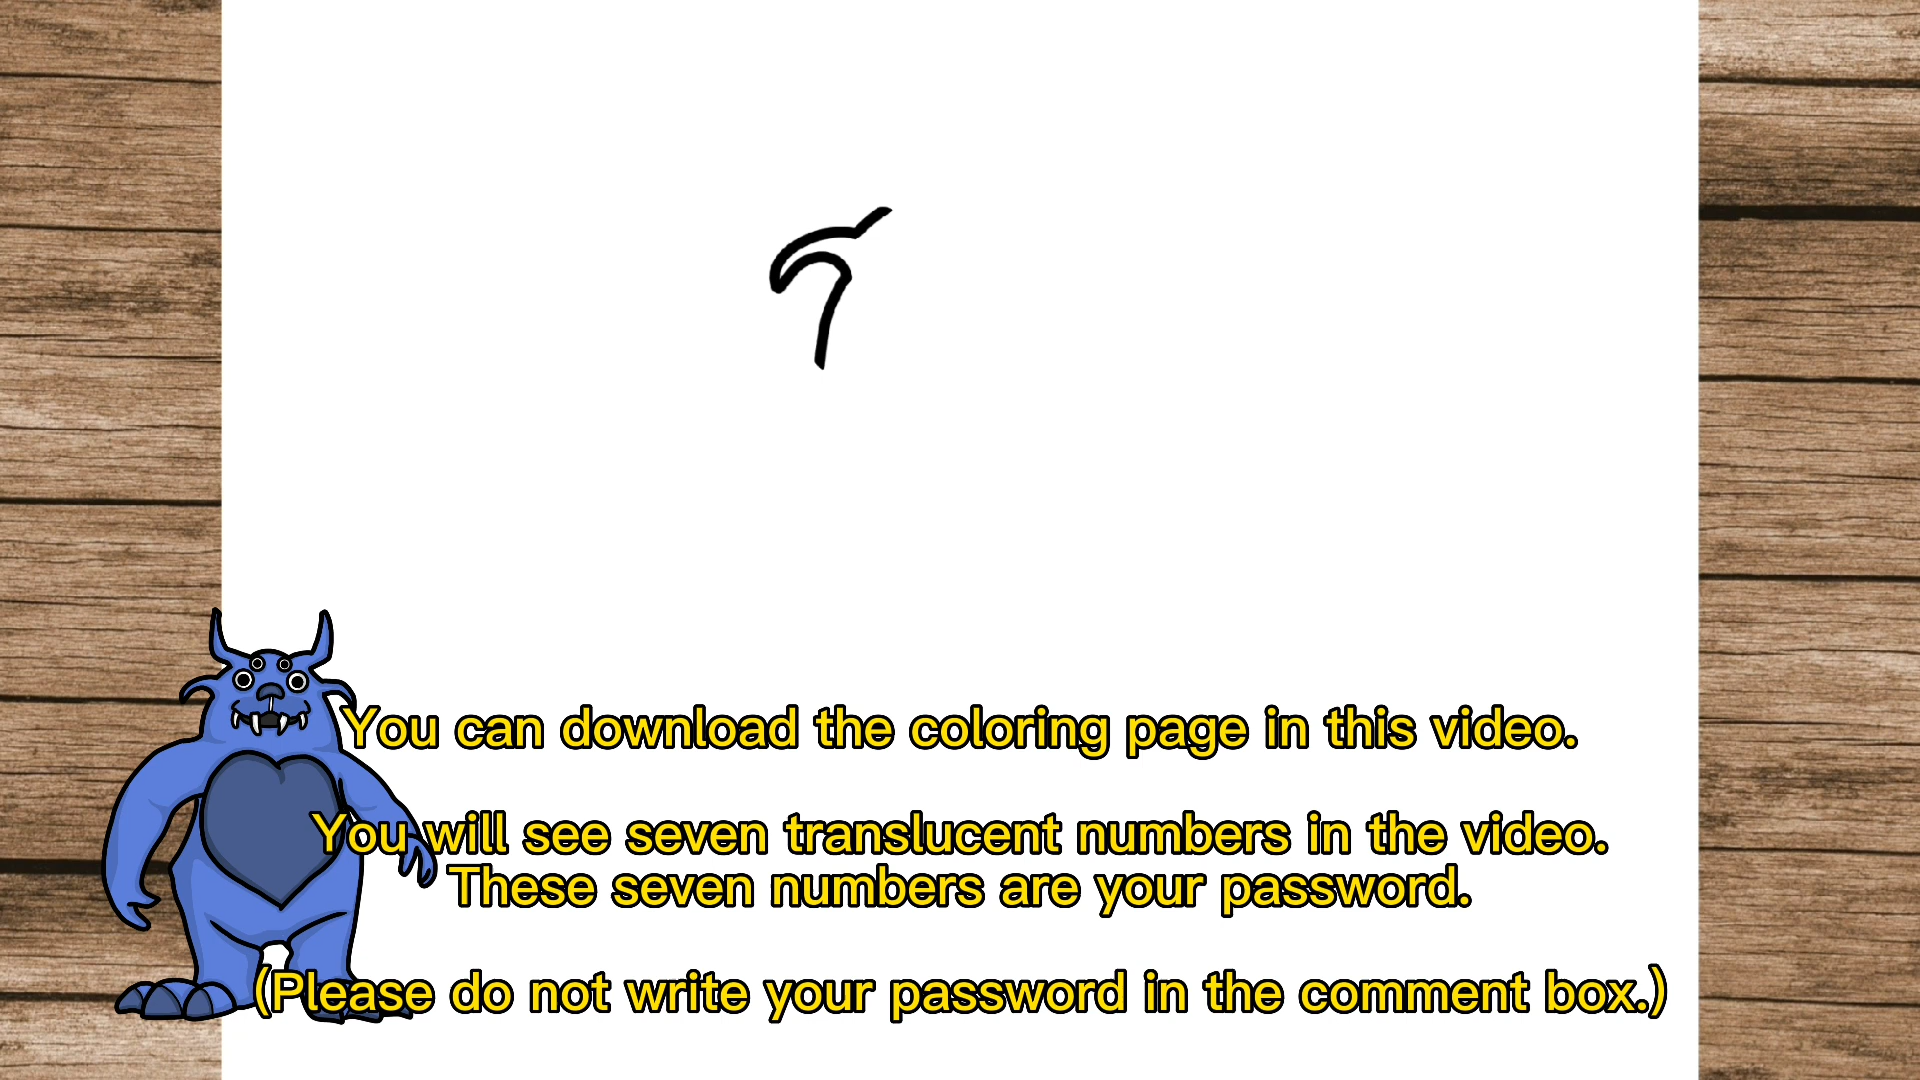 You can download the coloring page in this video.
You will see seven translucent numbers in the video.
These seven numbers are your password.
(Please do not write your password in the comment box.)